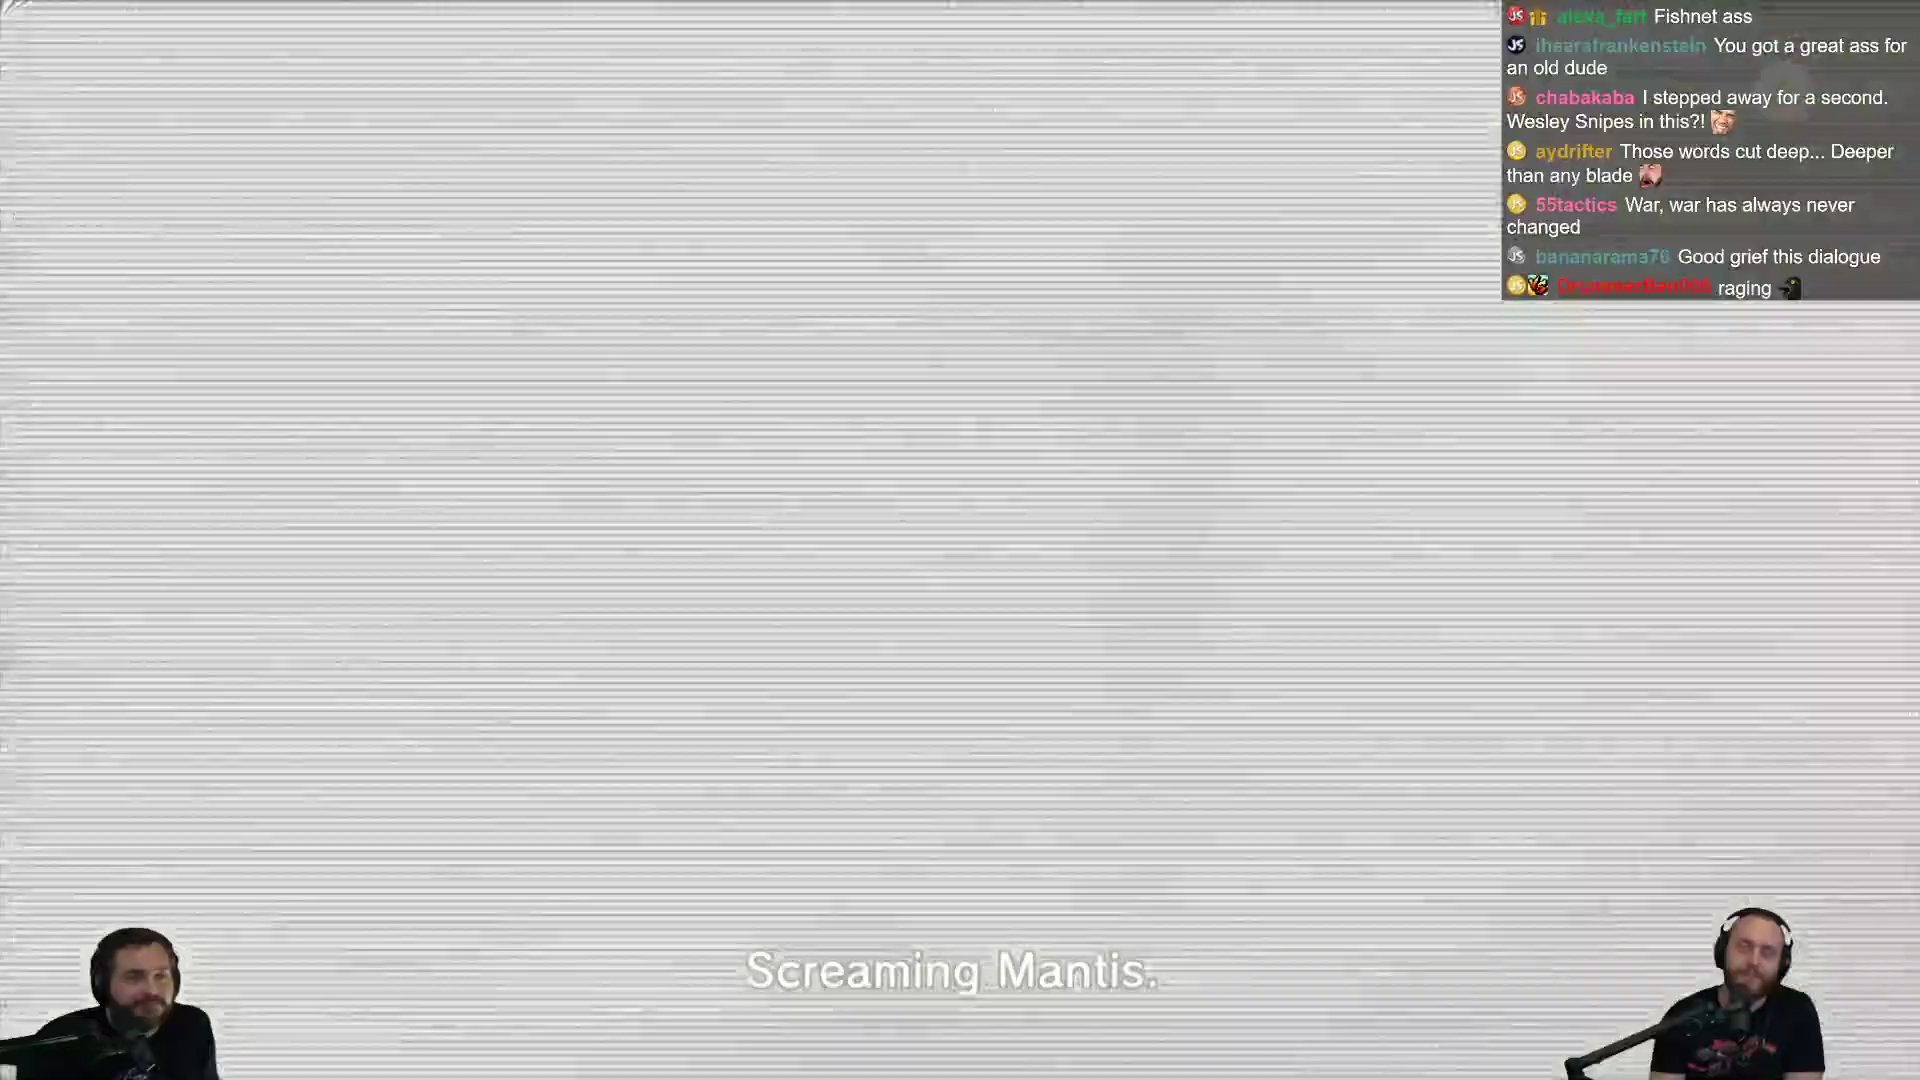 alexa_fart Fishnet ass
ihearafrankenstein You got a great ass for
an old dude
chabakaba I stepped away for a second.
Wesley Snipes in this?!
aydrifter Those words cut deep... Deeper
than any blade
55tactics War, war has always never
changed
bananarama76 Good grief this dialogue
DrummerBen006 raging
Screaming Mantis.